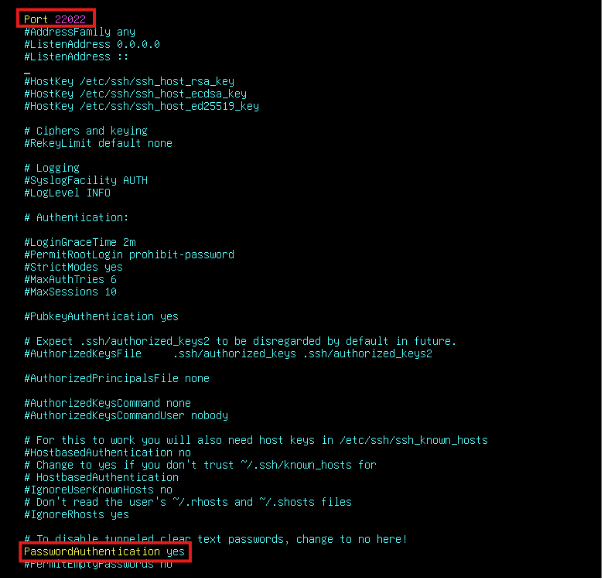 Port 22022
#AddressFamily any
#ListenAddress 0.0.0.0
#ListenAddress ::
#HostKey /etc/ssh/ssh_host_rsa_key
#HostKey /etc/ssh/ssh_host_ecdsa_key
#HostKey /etc/ssh/ssh_host_ed25519_key
# Ciphers and keying
#RekeyLimit default none
# Logging
#SyslogFacility AUTH
#LogLevel INFO
# Authentication:
#LoginGraceTime 2m
#PermitRootLogin prohibit-password
#StrictModes yes
#MaxAuthTries 6
#MaxSessions 10
#PubkeyAuthentication yes
# Expect .ssh/authorized_keys2 to be disregarded by default in future.
#AuthorizedKeysFile     .ssh/authorized_keys .ssh/authorized_keys2
#AuthorizedPrincipalsFile none
#AuthorizedKeysCommand none
#AuthorizedKeysCommandUser nobody
# For this to work you will also need host keys in /etc/ssh/ssh_known_hosts
#HostbasedAuthentication no
# Change to yes if you don't trust ~/.ssh/known_hosts for
# HostbasedAuthentication
#IgnoreUserKnownHosts no
# Don't read the user's ~/.rhosts and ~/.shosts files
#IgnoreRhosts yes
# To disable tunneled clear text passwords, change to no here!
PasswordAuthentication yes
#PermitEmptyPasswords no